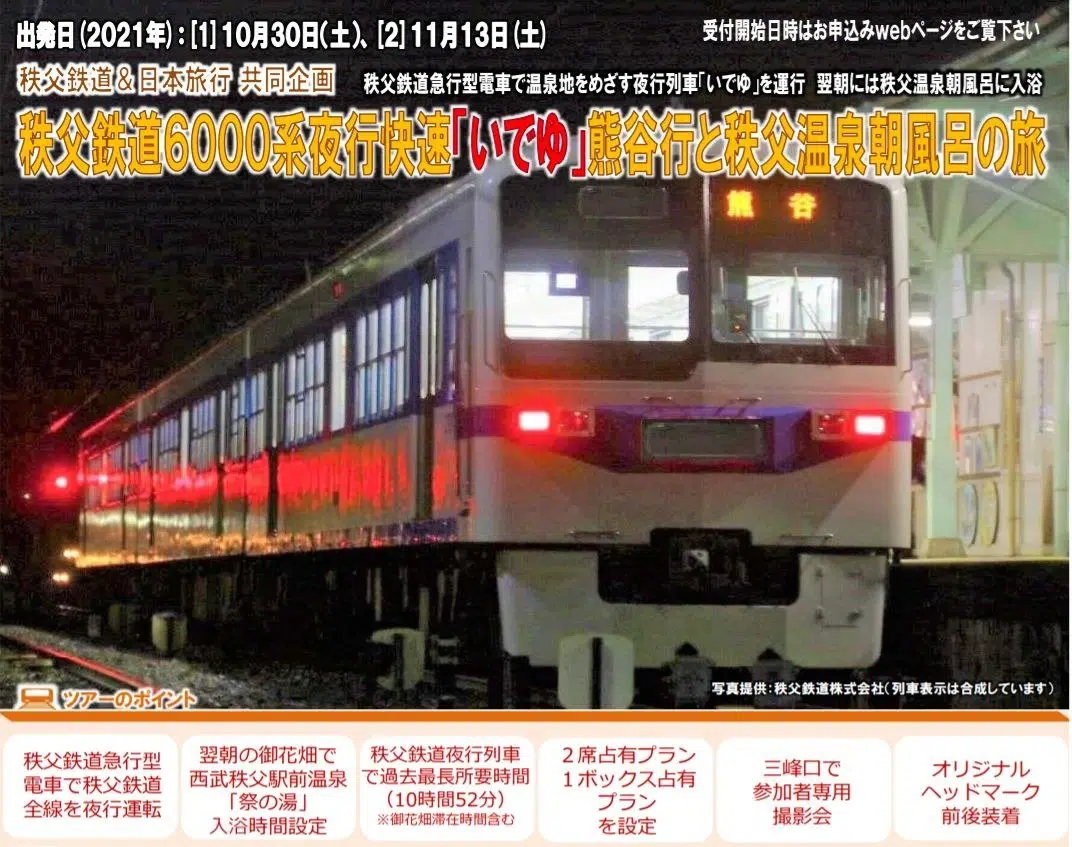 出発日(2021年):[1]10月30日(土)、[2]11月13日(土)
受付開始日時はお申込みwebページをご覧下さい
秩父鉄道&日本旅行 共同企画
秩父鉄道急行型電車で温泉地をめざす夜行列車「いでゆ」を運行 翌朝には秩父温泉朝風呂に入浴
秩父鉄道6000系夜行快速「いでゆ」熊谷行と秩父温泉朝風呂の旅
熊谷
写真提供:秩父鉄道株式会社(列車表示は合成しています)
ツアーのポイント
秩父鉄道急行型
電車で秩父鉄道
全線を夜行運転
翌朝の御花畑で
西武秩父駅前温泉
「祭の湯」
入浴時間設定
秩父鉄道夜行列車
で過去最長所要時間
(10時間52分)
※御花畑滞在時間含む
2席占有プラン
1ボックス占有
プラン
を設定
三峰口で
参加者専用
撮影会
オリジナル
ヘッドマーク
前後装着